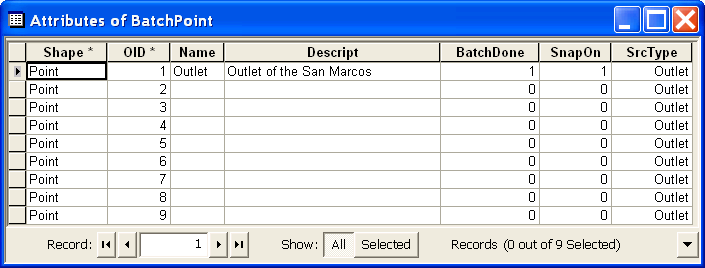 Attributes of BatchPoint
Shape * OID * Name Descript BatchDone SnapOn SrcType
Point 1 Outlet Outlet of the San Marcos 1 1 Outlet
Point 2 0 0 Outlet
Point 3 0 0 Outlet
Point 4 0 0 Outlet
Point 5 0 0 Outlet
Point 6 0 0 Outlet
Point 7 0 0 Outlet
Point 8 0 0 Outlet
Point 9 0 0 Outlet
Record: 1 Show: All Selected Records (0 out of 9 Selected)